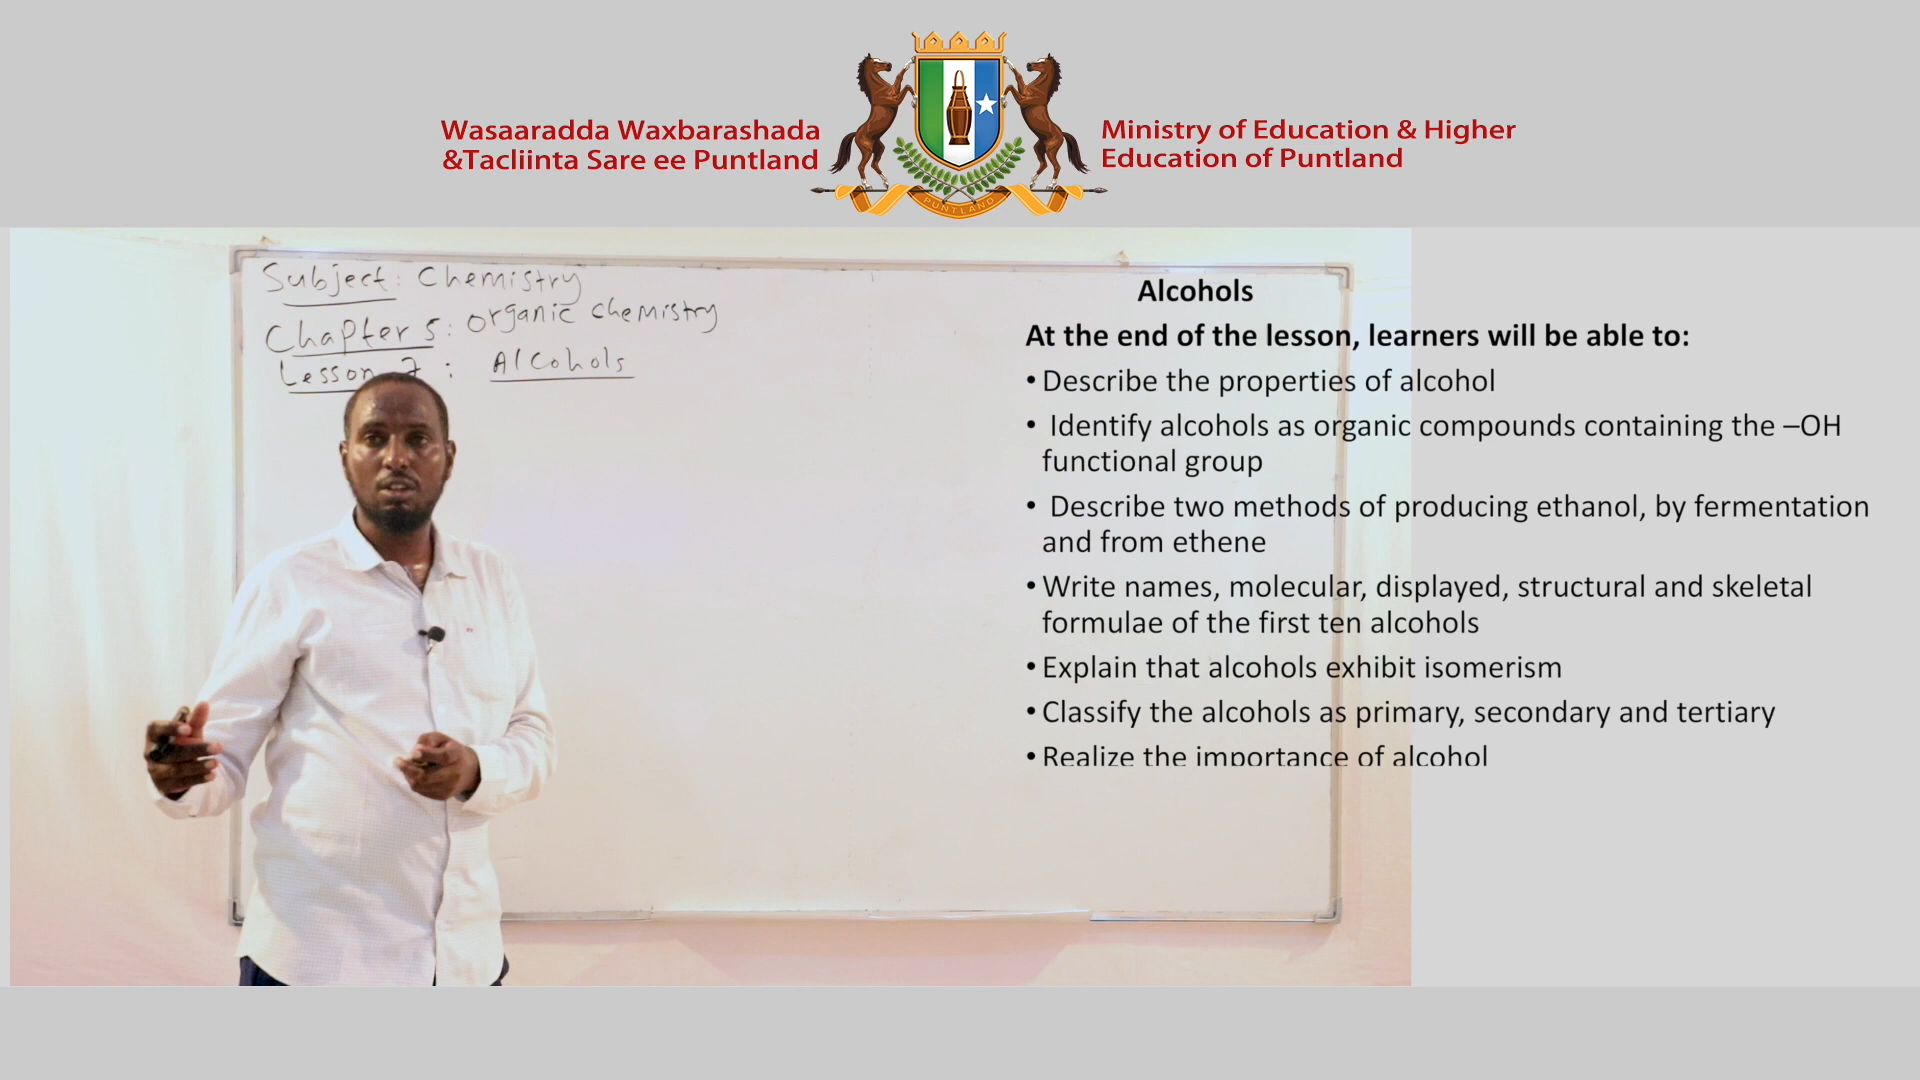 Wasaaradda Waxbarashada
&Tacliinta Sare ee Puntland
Ministry of Education & Higher
Education of Puntland
PUNTLAND
Subject: Chemistry
Chapter 5: organic chemistry
Lesson 7: Alcohols
Alcohols
At the end of the lesson, learners will be able to:
• Describe the properties of alcohol
• Identify alcohols as organic compounds containing the –OH
functional group
• Describe two methods of producing ethanol, by fermentation
and from ethene
• Write names, molecular, displayed, structural and skeletal
formulae of the first ten alcohols
• Explain that alcohols exhibit isomerism
• Classify the alcohols as primary, secondary and tertiary
• Realize the importance of alcohol